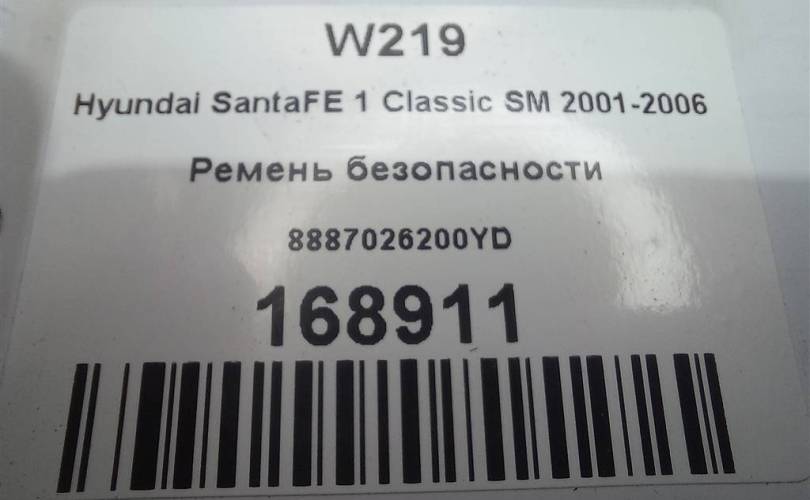 W219
Hyundai SantaFE 1 Classic SM 2001-2006
Ремень безопасности
8887026200YD
168911